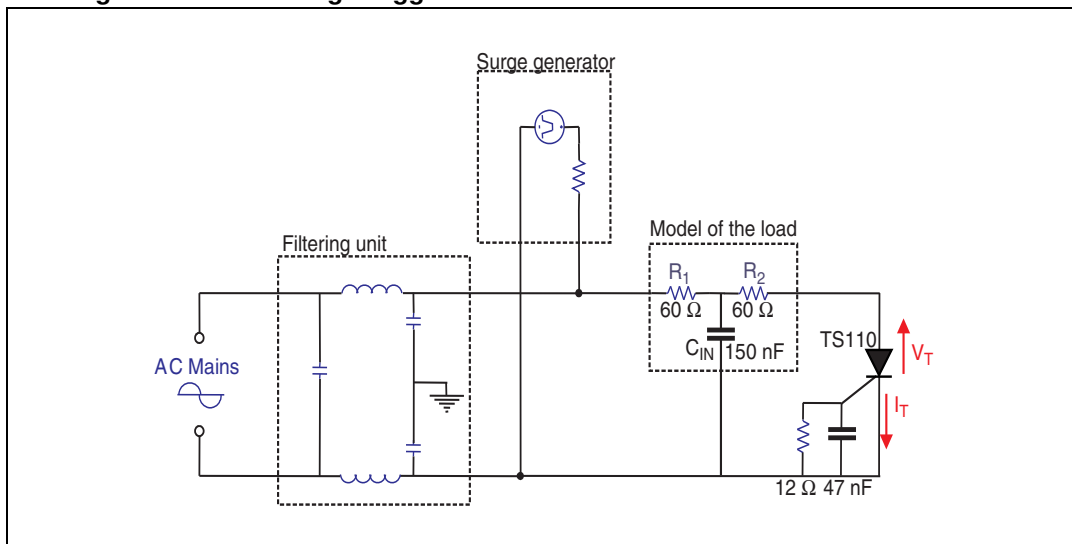 Surge generator
Model of the load
Filtering unit
R1
R2
60 Ω
60 Ω
TS110
CIN
150 nF
VT
AC Mains
IT
12 Ω
47 nF